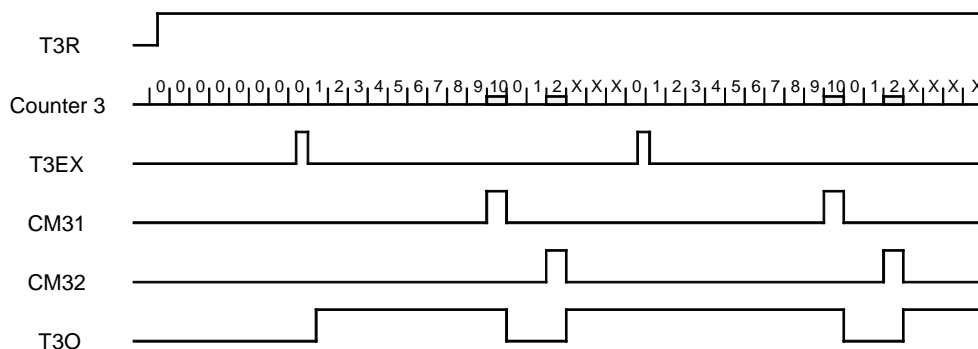 T3R
0 0 0 0 0 0 0 0 1 2 3 4 5 6 7 8 9 10 0 1 2 X X X 0 1 2 3 4 5 6 7 8 9 10 0 1 2 X X X X
Counter 3
T3EX
CM31
CM32
T3O